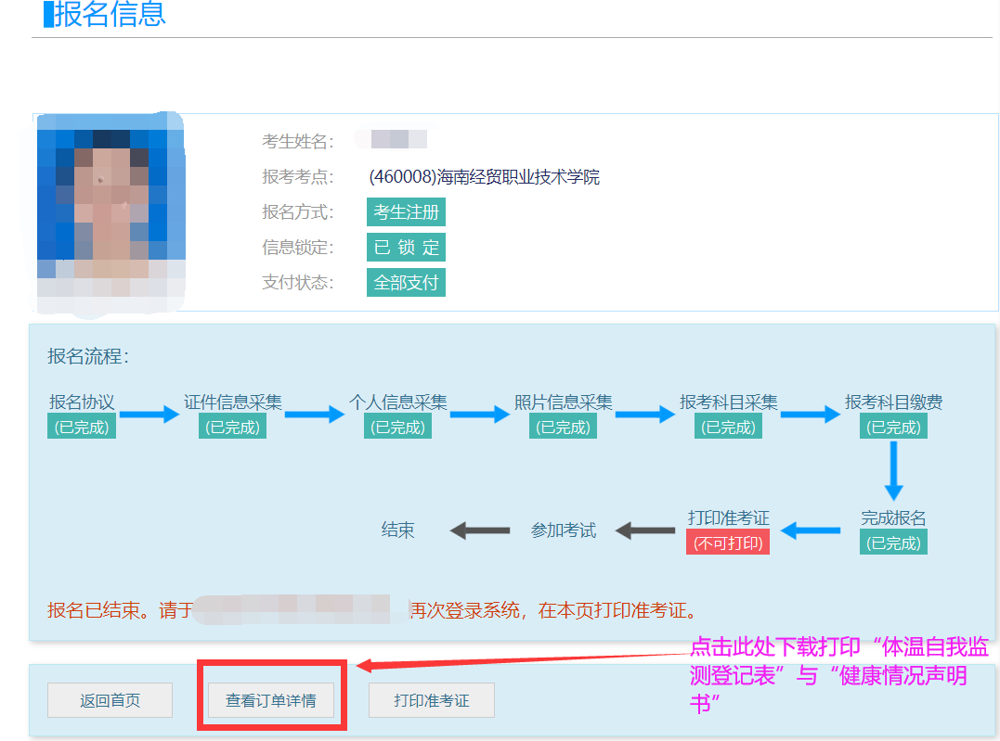 报名信息
考生姓名：
报考考点： (460008)海南经贸职业技术学院
报名方式： 考生注册
信息锁定： 已 锁 定
支付状态： 全部支付
报名流程：
报名协议 证件信息采集 个人信息采集 照片信息采集 报考科目采集 报考科目缴费
(已完成) (已完成) (已完成) (已完成) (已完成) (已完成)
结束 参加考试 打印准考证 完成报名
(不可打印) (已完成)
报名已结束。请于 再次登录系统，在本页打印准考证。
点击此处下载打印“体温自我监
测登记表”与“健康情况声明
书”
返回首页 查看订单详情 打印准考证